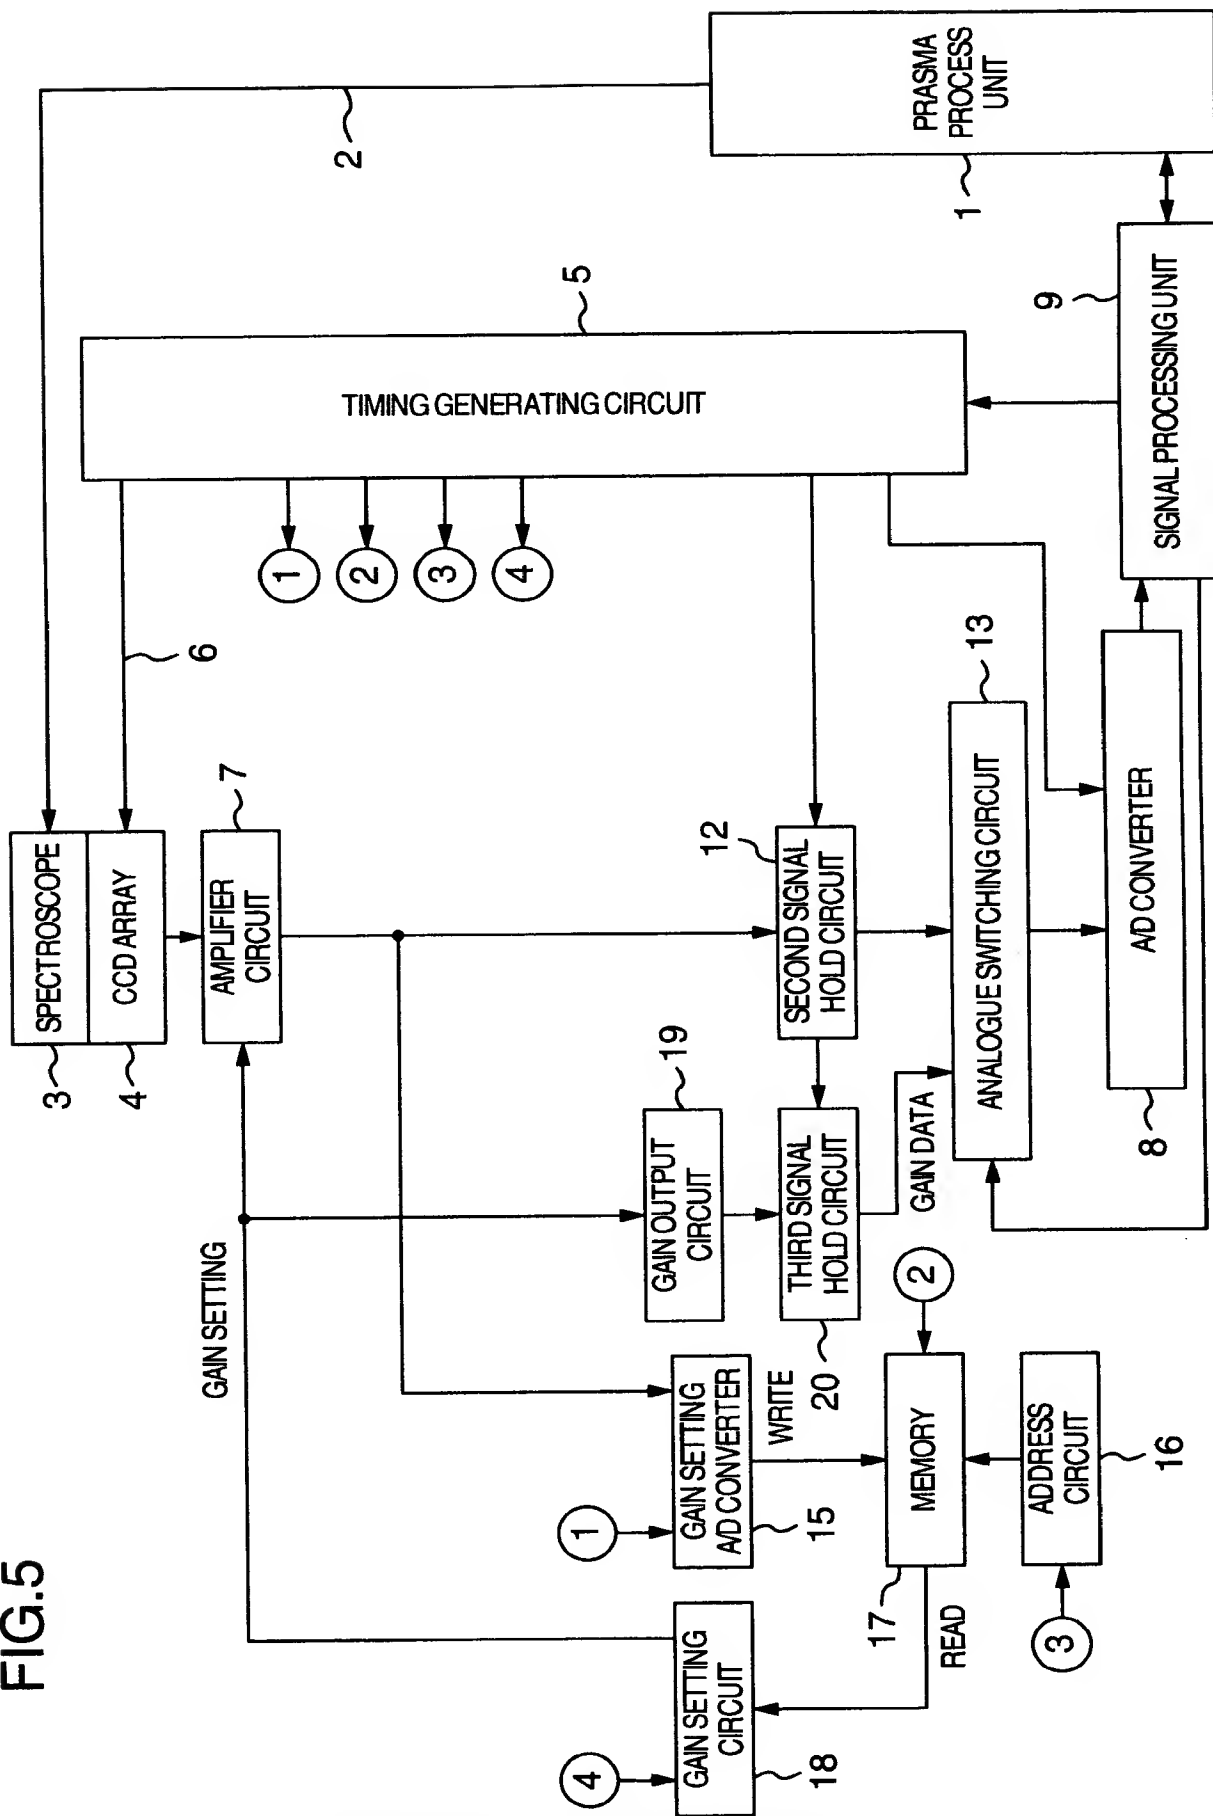 FIG.5
PRASMA
PROCESS
UNIT
1
2
SPECTROSCOPE
3
CCD ARRAY
4
TIMING GENERATING CIRCUIT
5
6
1
2
3
4
AMPLIFIER
CIRCUIT
7
GAIN SETTING
SIGNAL PROCESSING UNIT
9
SECOND SIGNAL
HOLD CIRCUIT
12
GAIN OUTPUT
CIRCUIT
19
THIRD SIGNAL
HOLD CIRCUIT
20
GAIN DATA
ANALOGUE SWITCHING CIRCUIT
13
A/D CONVERTER
8
1
GAIN SETTING
A/D CONVERTER
15
WRITE
2
MEMORY
17
READ
ADDRESS
CIRCUIT
16
3
4
GAIN SETTING
CIRCUIT
18